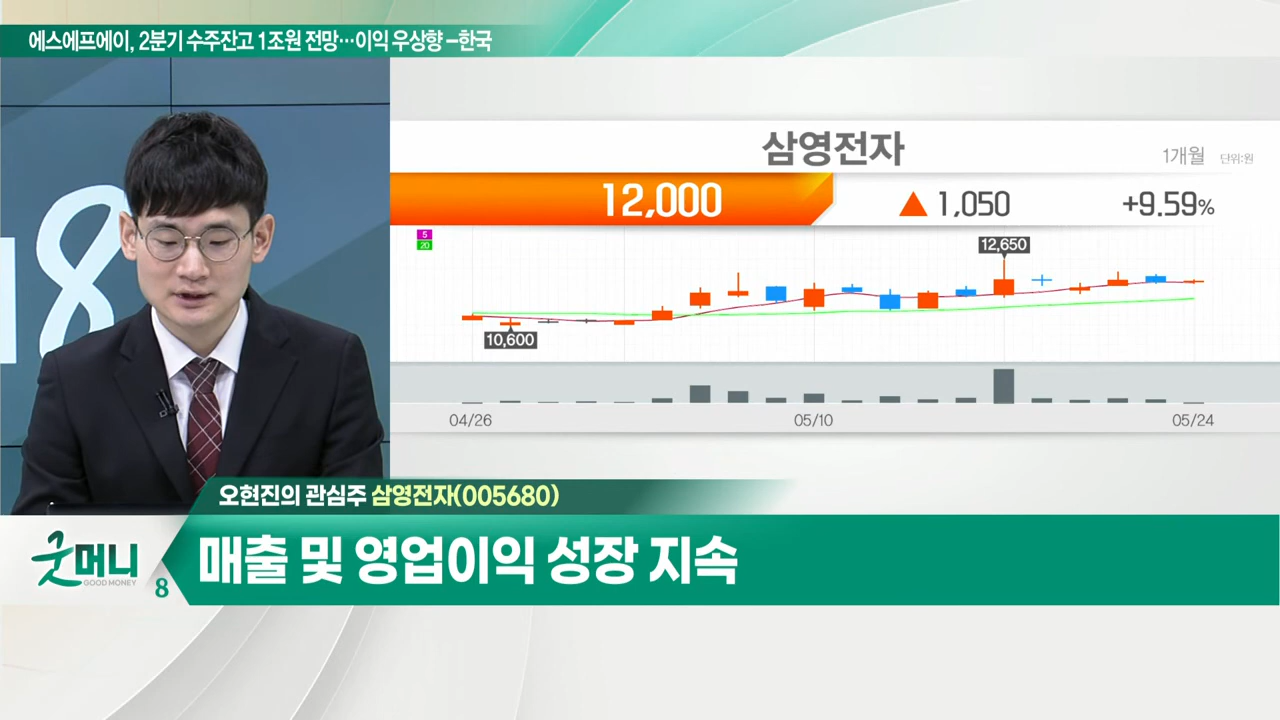 에스에프에이, 2분기 수주잔고 1조원 전망…이익 우상향 –한국
8
삼영전자
1개월 단위:원
12,000 ▲ 1,050 +9.59%
5
20
12,650
10,600
04/26 05/10 05/24
오현진의 관심주 삼영전자(005680)
굿머니
GOOD MONEY
8
매출 및 영업이익 성장 지속